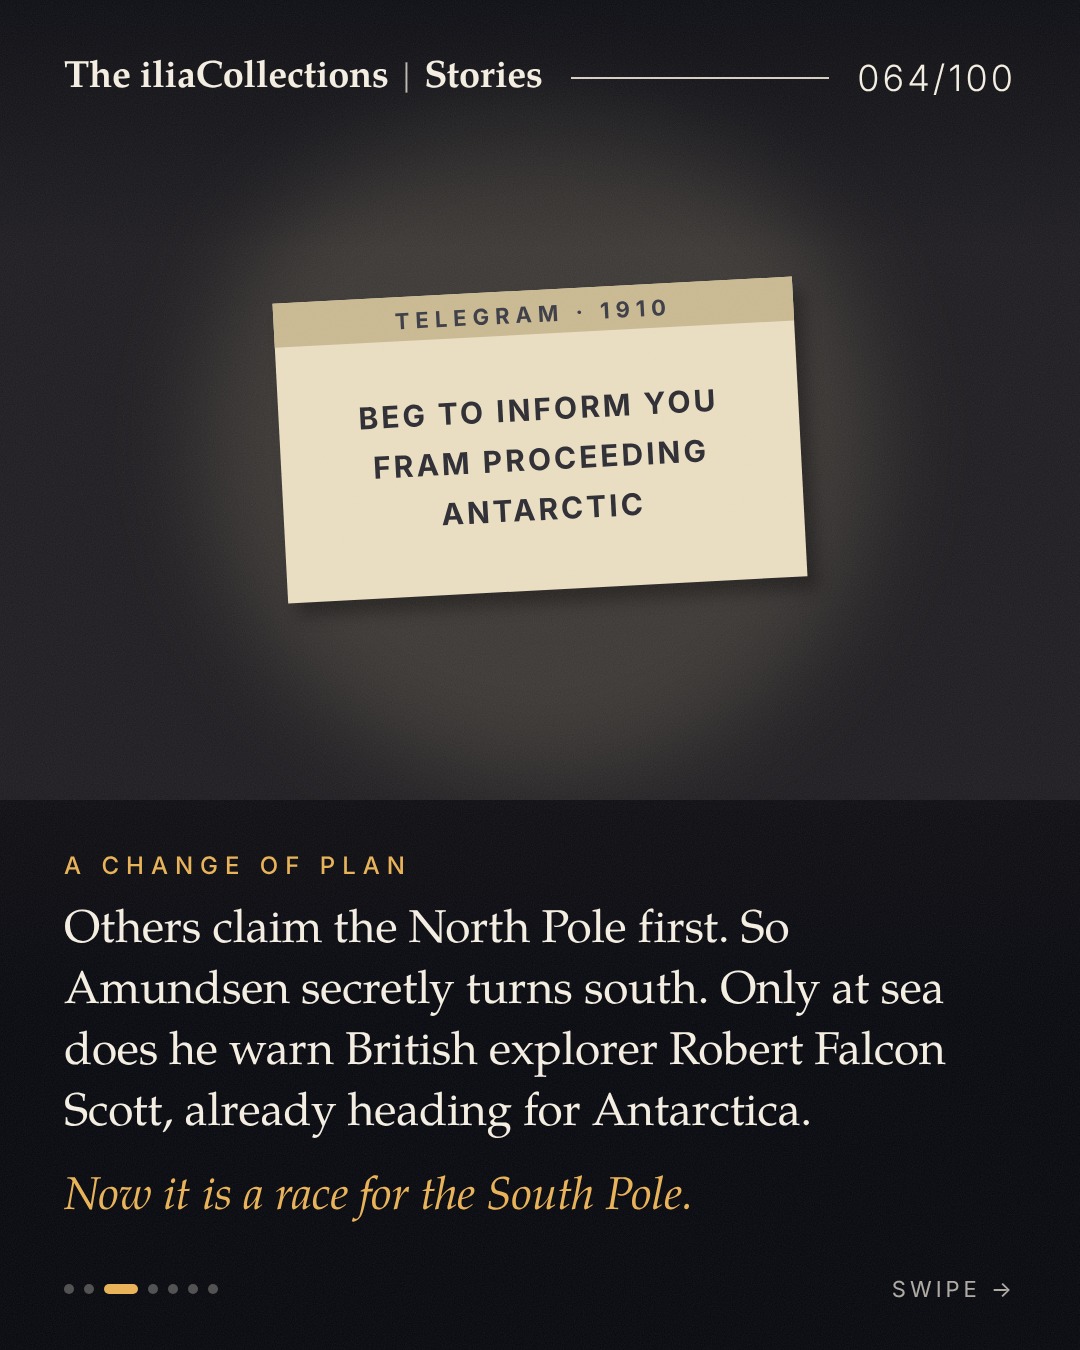 The iliaCollections | Stories 064/100
TELEGRAM · 1910
BEG TO INFORM YOU
FRAM PROCEEDING
ANTARCTIC
A CHANGE OF PLAN
Others claim the North Pole first. So
Amundsen secretly turns south. Only at sea
does he warn British explorer Robert Falcon
Scott, already heading for Antarctica.
Now it is a race for the South Pole.
SWIPE →